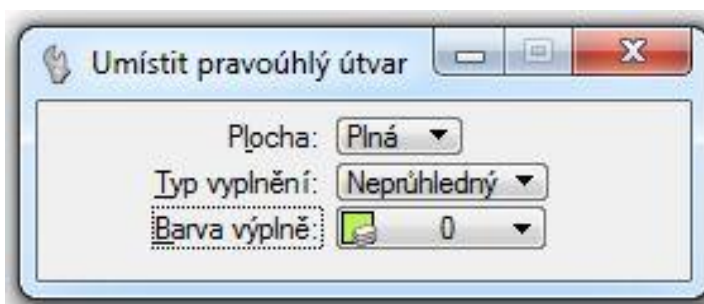 Umístit pravoúhlý útvar
Plocha: Plná
Typ vyplnění: Neprůhledný
Barva výplně: 0